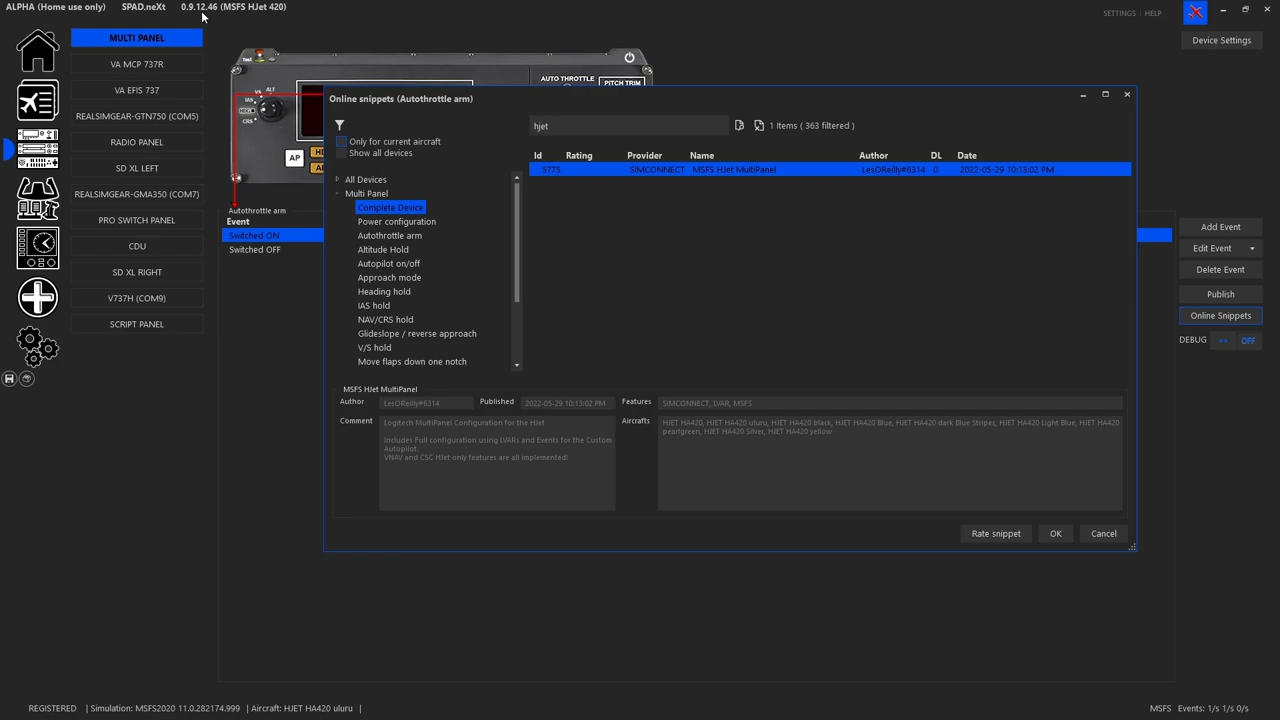 ALPHA (Home use only) SPAD.neXt 0.9.12.46 (MSFS HJet 420)
SETTINGS | HELP
MULTI PANEL
VA MCP 737R
VA EFIS 737
REALSIMGEAR-GTN750 (COM5)
RADIO PANEL
SD XL LEFT
REALSIMGEAR-GMA350 (COM7)
PRO SWITCH PANEL
CDU
SD XL RIGHT
V737H (COM9)
SCRIPT PANEL
Test
ALT
VS
IAS
HDG
CRS
AP
AUTO THROTTLE
PITCH TRIM
Device Settings
Autothrottle arm
Event
Switched ON
Switched OFF
Online snippets (Autothrottle arm)
Only for current aircraft
Show all devices
hjet
1 Items ( 363 filtered )
Id Rating Provider Name Author DL Date
5775 SIMCONNECT MSFS HJet MultiPanel LesOReilly#6314 0 2022-05-29 10:13:02 PM
All Devices
Multi Panel
Complete Device
Power configuration
Autothrottle arm
Altitude Hold
Autopilot on/off
Approach mode
Heading hold
IAS hold
NAV/CRS hold
Glideslope / reverse approach
V/S hold
Move flaps down one notch
MSFS HJet MultiPanel
Author LesOReilly#6314 Published 2022-05-29 10:13:02 PM Features SIMCONNECT, LVAR, MSFS
Comment
Logitech MultiPanel Configuration for the HJet
Includes Full configuration using LVARs and Events for the Custom
Autopilot.
VNAV and CSC HJet only features are all implemented!
Aircrafts
HJET HA420, HJET HA420 uluru, HJET HA420 black, HJET HA420 Blue, HJET HA420 dark Blue Stripes, HJET HA420 Light Blue, HJET HA420
pearlgreen, HJET HA420 Silver, HJET HA420 yellow
Rate snippet OK Cancel
Add Event
Edit Event
Delete Event
Publish
Online Snippets
DEBUG ** OFF
REGISTERED | Simulation: MSFS2020 11.0.282174.999 | Aircraft: HJET HA420 uluru
MSFS Events: 1/s 1/s 0/s